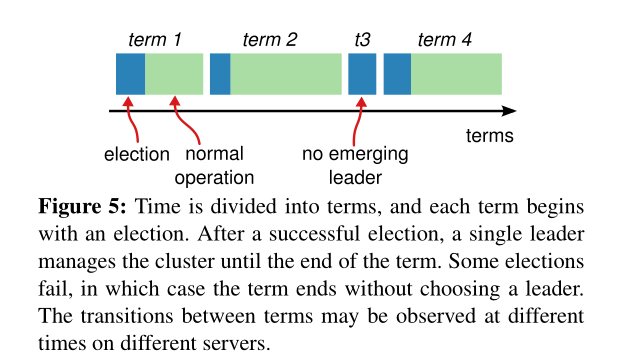 term 1 term 2 t3 term 4
terms
election normal operation no emerging leader
Figure 5: Time is divided into terms, and each term begins
with an election. After a successful election, a single leader
manages the cluster until the end of the term. Some elections
fail, in which case the term ends without choosing a leader.
The transitions between terms may be observed at different
times on different servers.